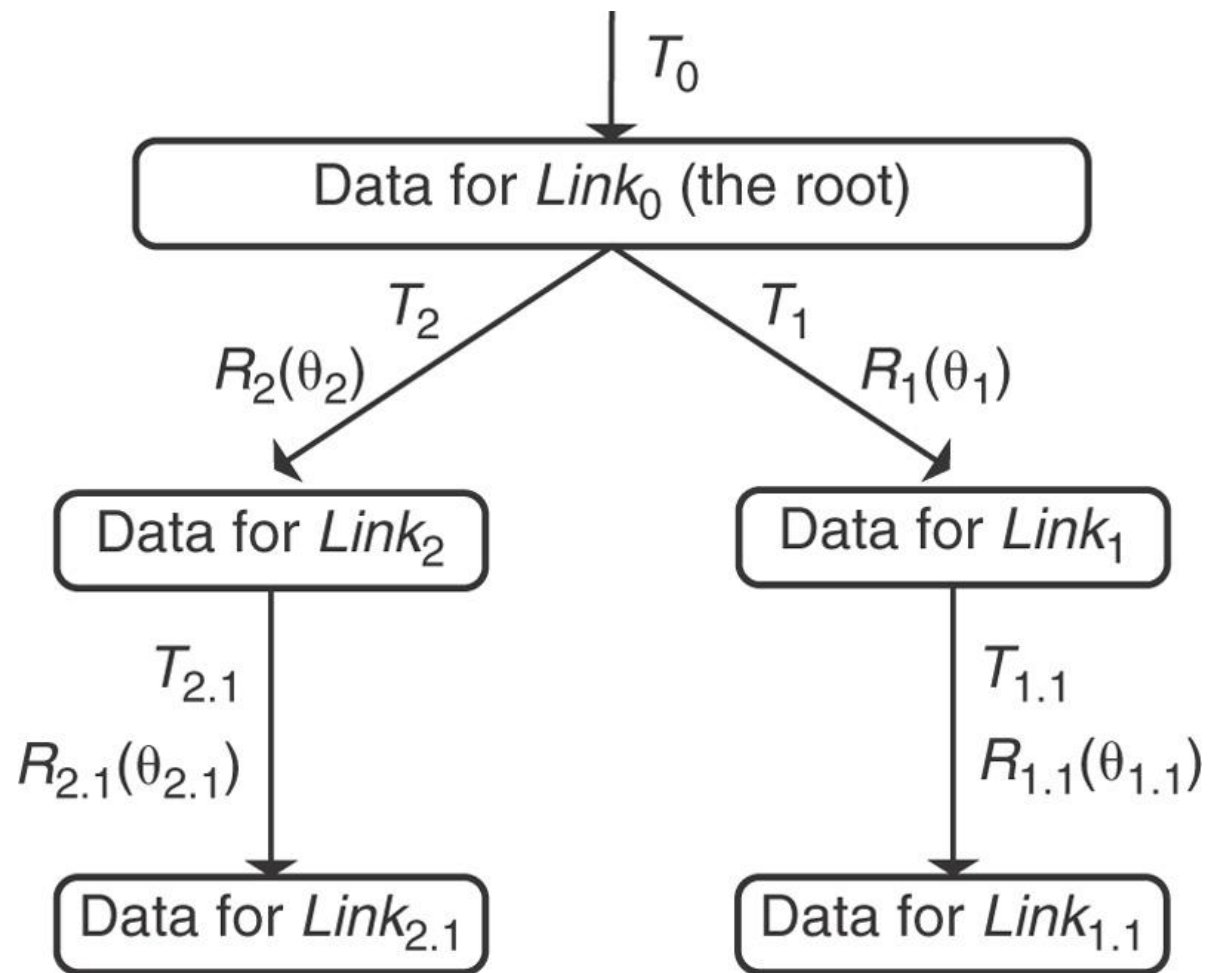 T₀
Data for Link₀ (the root)
T₂
T₁
R₂(θ₂)
R₁(θ₁)
Data for Link₂
Data for Link₁
T₂.₁
T₁.₁
R₂.₁(θ₂.₁)
R₁.₁(θ₁.₁)
Data for Link₂.₁
Data for Link₁.₁